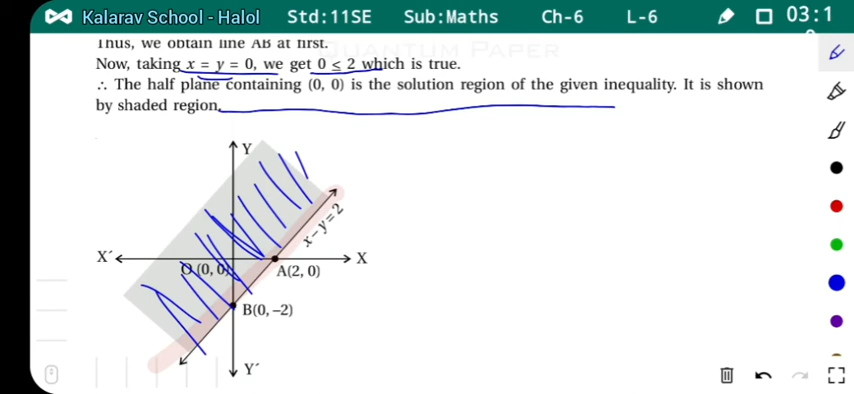 Kalarav School - Halol Std:11SE Sub:Maths Ch-6 L-6 03:1
Thus, we obtain line AB at first.
QUANTUM PAPER
Now, taking x = y = 0, we get 0 ≤ 2 which is true.
∴ The half plane containing (0, 0) is the solution region of the given inequality. It is shown
by shaded region.
Y
x – y = 2
X´ X
O (0, 0) A(2, 0)
B(0, –2)
Y´